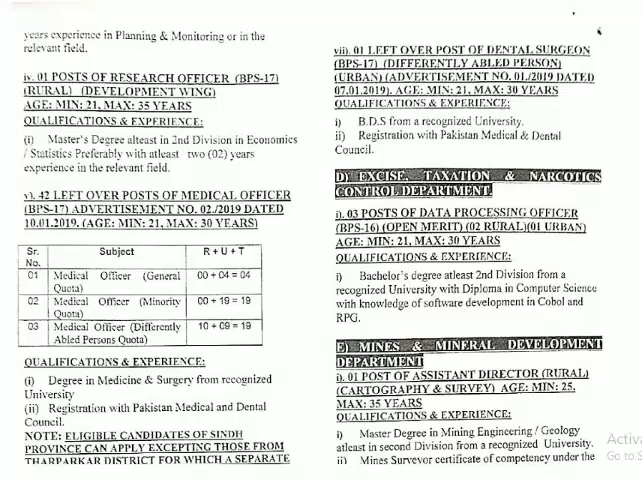 years experience in Planning & Monitoring or in the
relevant field.
iv. 01 POSTS OF RESEARCH OFFICER (BPS-17)
(RURAL) (DEVELOPMENT WING)
AGE: MIN: 21, MAX: 35 YEARS
QUALIFICATIONS & EXPERIENCE:
(i) Master's Degree alteast in 2nd Division in Economics
/ Statistics Preferably with atleast two (02) years
experience in the relevant field.
v). 42 LEFT OVER POSTS OF MEDICAL OFFICER
(BPS-17) ADVERTISEMENT NO. 02./2019 DATED
10.01.2019. (AGE: MIN: 21, MAX: 30 YEARS)
Sr. No. Subject R + U + T
01 Medical Officer (General Quota) 00 + 04 = 04
02 Medical Officer (Minority Quota) 00 + 19 = 19
03 Medical Officer (Differently Abled Persons Quota) 10 + 09 = 19
QUALIFICATIONS & EXPERIENCE:
(i) Degree in Medicine & Surgery from recognized
University
(ii) Registration with Pakistan Medical and Dental
Council.
NOTE: ELIGIBLE CANDIDATES OF SINDH
PROVINCE CAN APPLY EXCEPTING THOSE FROM
THARPARKAR DISTRICT FOR WHICH A SEPARATE
vii). 01 LEFT OVER POST OF DENTAL SURGEON
(BPS-17) (DIFFERENTLY ABLED PERSON)
(URBAN) (ADVERTISEMENT NO. 01./2019 DATED
07.01.2019). AGE: MIN: 21, MAX: 30 YEARS
QUALIFICATIONS & EXPERIENCE:
i) B.D.S from a recognized University.
ii) Registration with Pakistan Medical & Dental
Council.
D) EXCISE, TAXATION & NARCOTICS
CONTROL DEPARTMENT.
i). 03 POSTS OF DATA PROCESSING OFFICER
(BPS-16) (OPEN MERIT) (02 RURAL)(01 URBAN)
AGE: MIN: 21, MAX: 30 YEARS
QUALIFICATIONS & EXPERIENCE:
i) Bachelor's degree atleast 2nd Division from a
recognized University with Diploma in Computer Science
with knowledge of software development in Cobol and
RPG.
E) MINES & MINERAL DEVELOPMENT
DEPARTMENT
i). 01 POST OF ASSISTANT DIRECTOR (RURAL)
(CARTOGRAPHY & SURVEY) AGE: MIN: 25,
MAX: 35 YEARS
QUALIFICATIONS & EXPERIENCE:
i) Master Degree in Mining Engineering / Geology
atleast in second Division from a recognized University.
ii) Mines Surveyor certificate of competency under the
Activa
Go to S